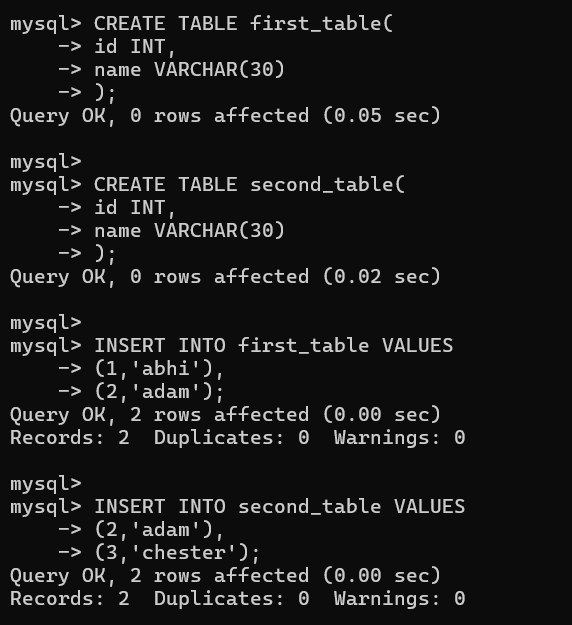 mysql> CREATE TABLE first_table(
    -> id INT,
    -> name VARCHAR(30)
    -> );
Query OK, 0 rows affected (0.05 sec)

mysql>
mysql> CREATE TABLE second_table(
    -> id INT,
    -> name VARCHAR(30)
    -> );
Query OK, 0 rows affected (0.02 sec)

mysql>
mysql> INSERT INTO first_table VALUES
    -> (1,'abhi'),
    -> (2,'adam');
Query OK, 2 rows affected (0.00 sec)
Records: 2  Duplicates: 0  Warnings: 0

mysql>
mysql> INSERT INTO second_table VALUES
    -> (2,'adam'),
    -> (3,'chester');
Query OK, 2 rows affected (0.00 sec)
Records: 2  Duplicates: 0  Warnings: 0